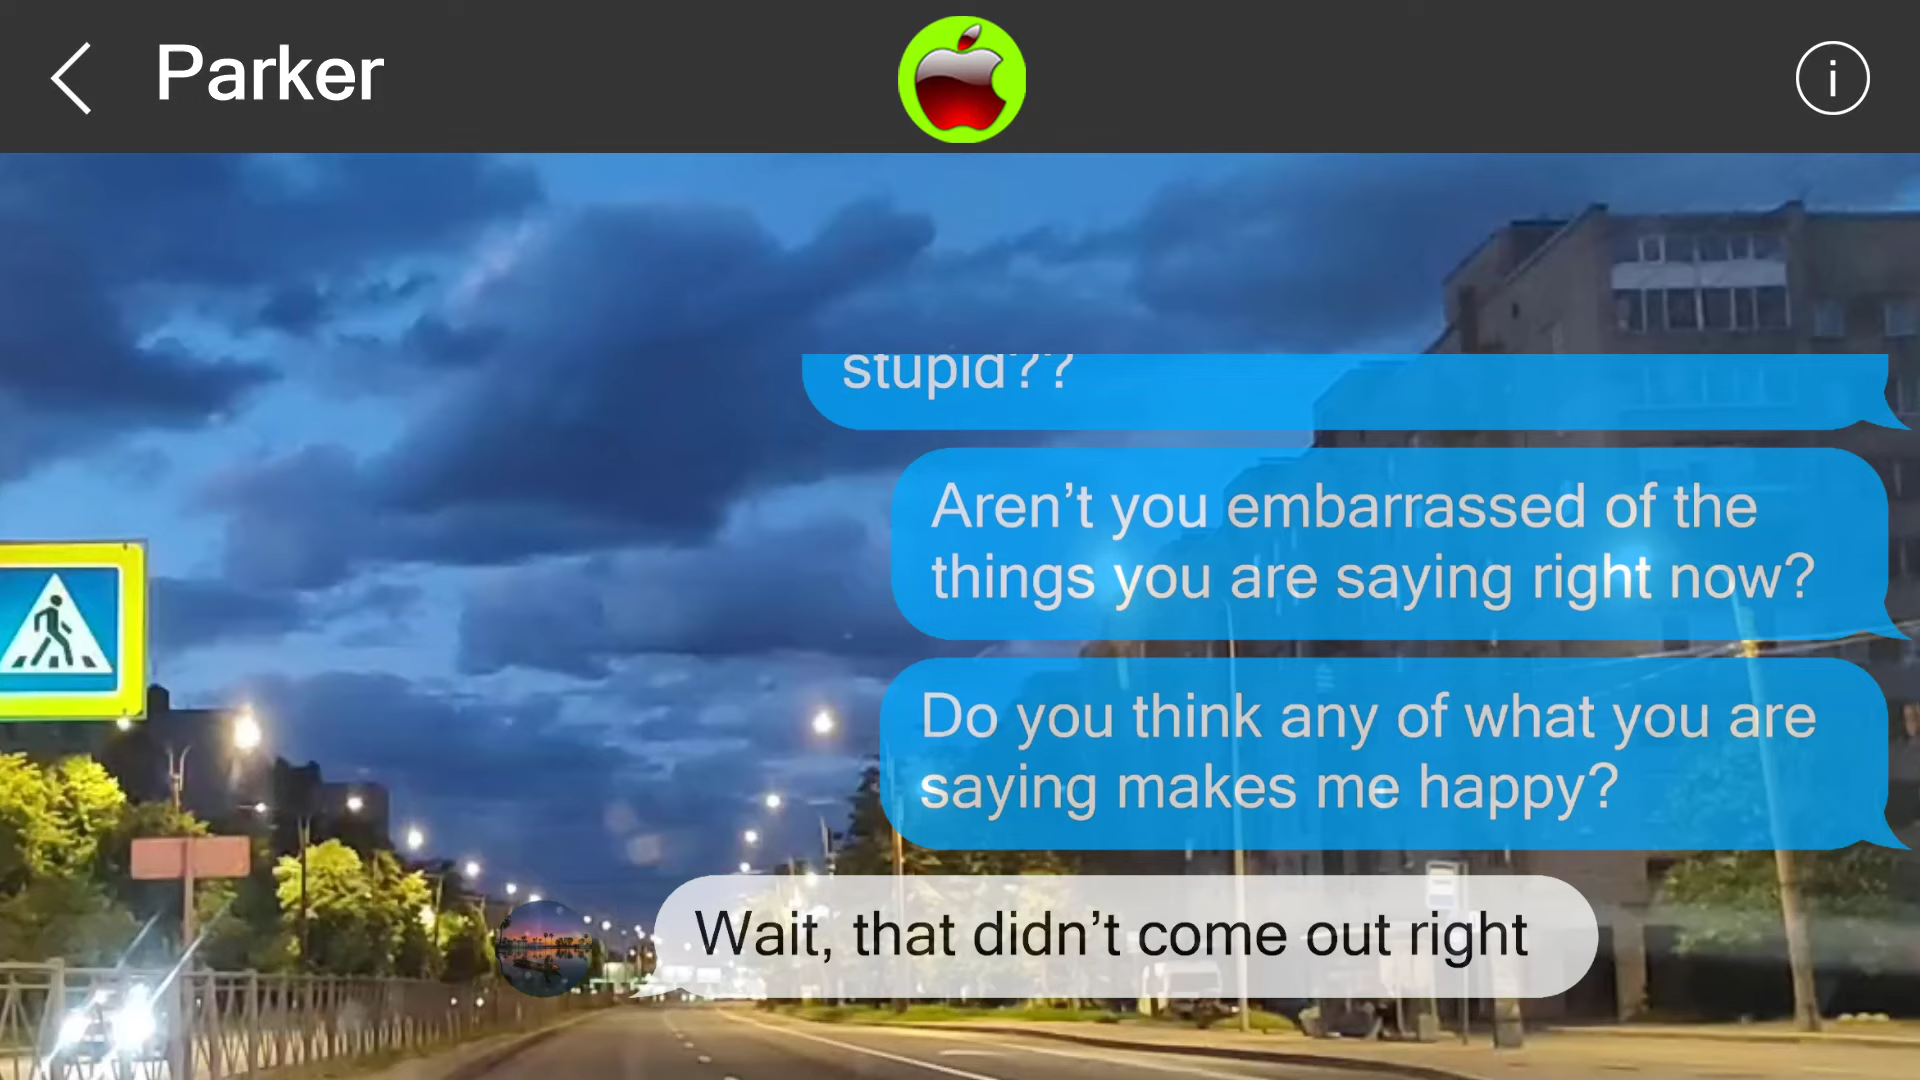 Parker
stupid??
Aren’t you embarrassed of the
things you are saying right now?
Do you think any of what you are
saying makes me happy?
Wait, that didn’t come out right